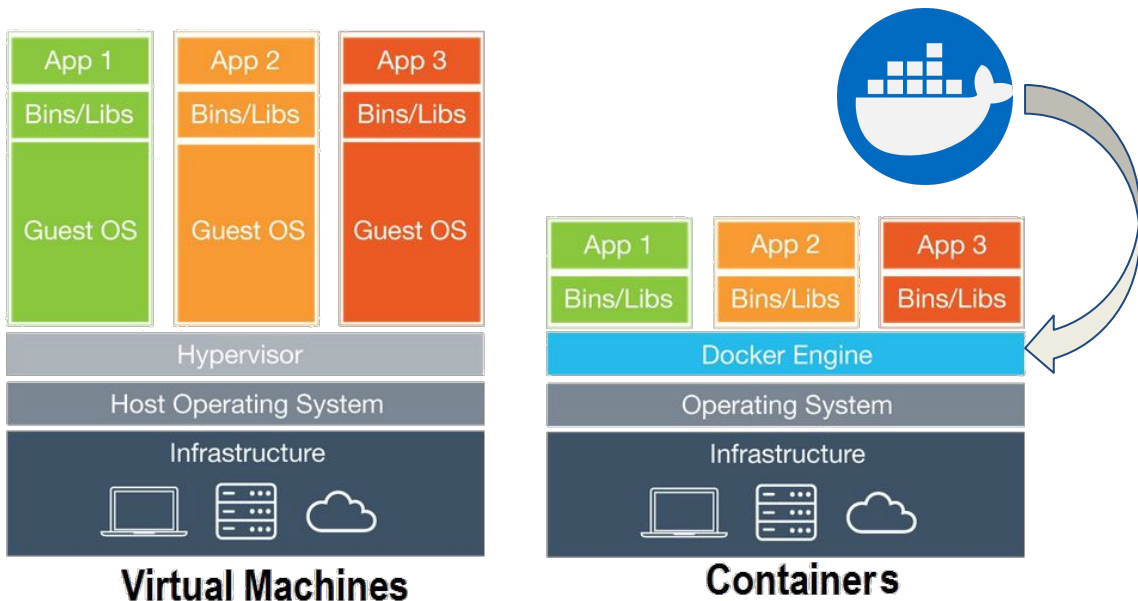 App 1
App 2
App 3
Bins/Libs
Bins/Libs
Bins/Libs
Guest OS
Guest OS
Guest OS
Hypervisor
Host Operating System
Infrastructure
Virtual Machines
App 1
App 2
App 3
Bins/Libs
Bins/Libs
Bins/Libs
Docker Engine
Operating System
Infrastructure
Containers